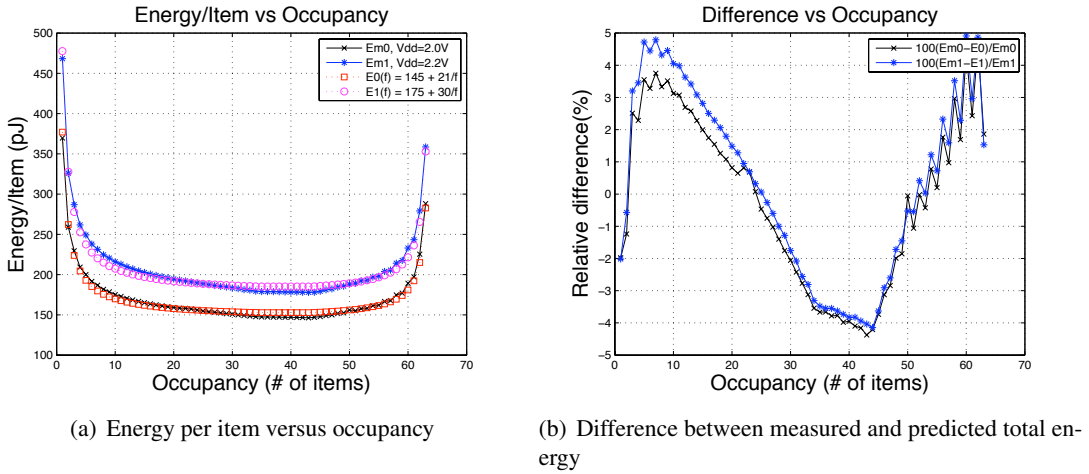 Energy/Item vs Occupancy
500
450
400
350
300
250
200
150
100
0
10
20
30
40
50
60
70
Energy/Item (pJ)
Occupancy (# of items)
Em0, Vdd=2.0V
Em1, Vdd=2.2V
E0(f) = 145 + 21/f
E1(f) = 175 + 30/f
(a) Energy per item versus occupancy
Difference vs Occupancy
5
4
3
2
1
0
−1
−2
−3
−4
−5
0
10
20
30
40
50
60
70
Relative difference(%)
Occupancy (# of items)
100(Em0−E0)/Em0
100(Em1−E1)/Em1
(b) Difference between measured and predicted total en-
ergy